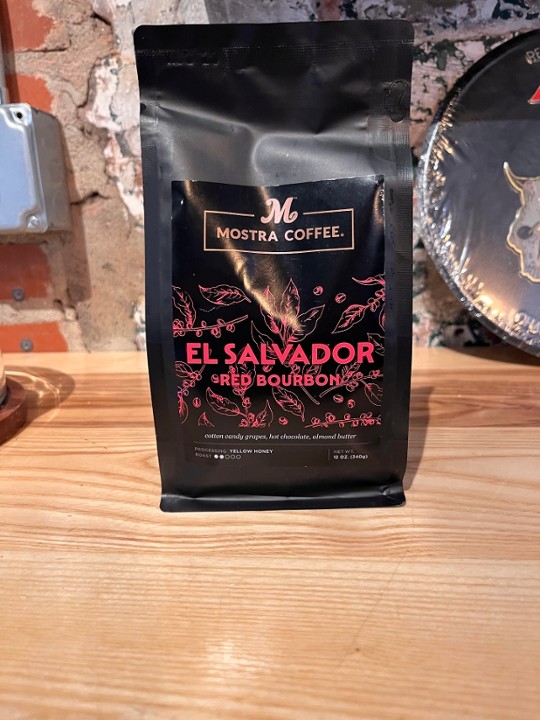 M
MOSTRA COFFEE.
EL SALVADOR
RED BOURBON
cotton candy grapes, hot chocolate, almond butter
PROCESSING YELLOW HONEY
ROAST
NET WT.
12 OZ. (340g)